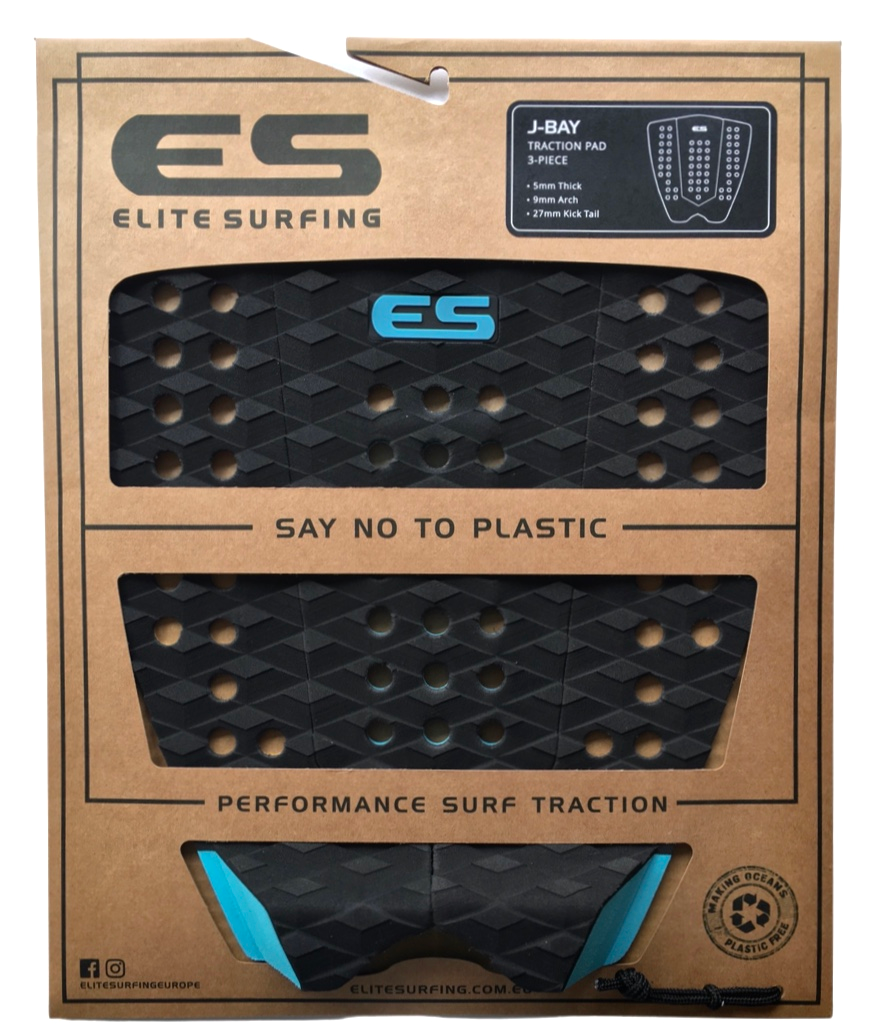 ES
ELITE SURFING
J-BAY
TRACTION PAD
3-PIECE
• 5mm Thick
• 9mm Arch
• 27mm Kick Tail
ES
ES
SAY NO TO PLASTIC
PERFORMANCE SURF TRACTION
MAKING OCEANS
PLASTIC FREE
ELITESURFINGEUROPE
ELITESURFING.COM.EU